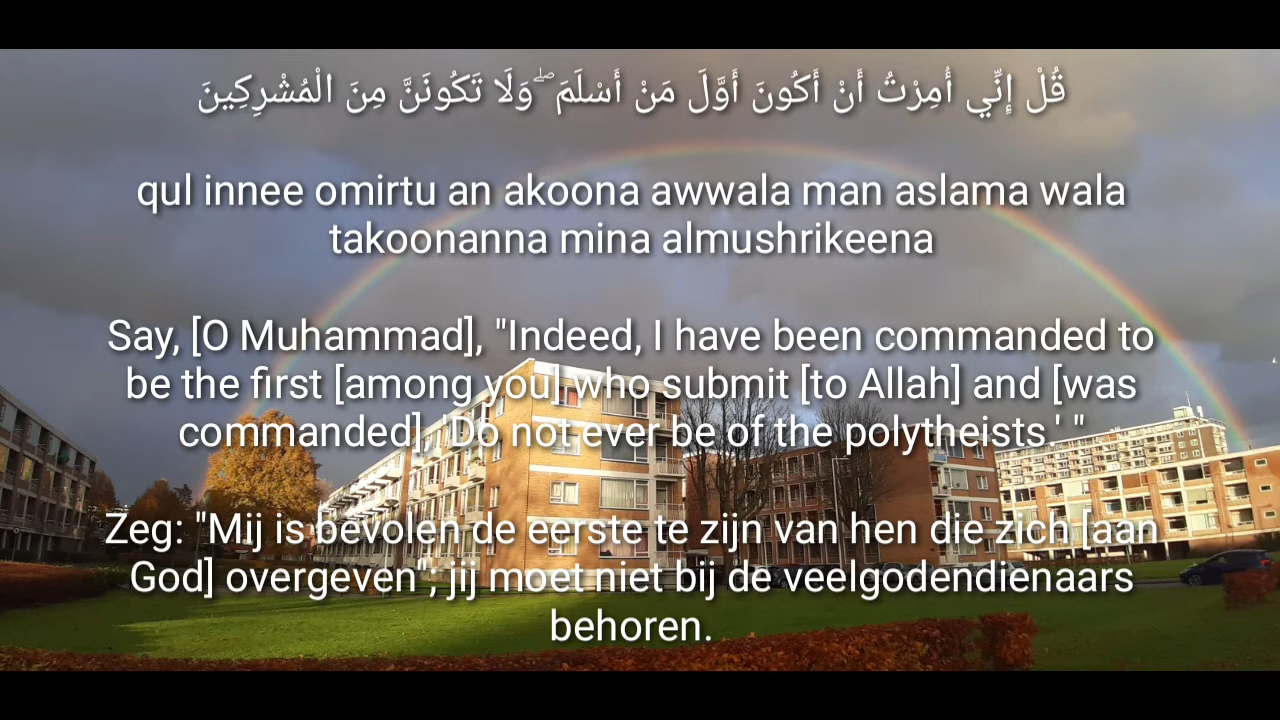 قُلْ إِنِّي أُمِرْتُ أَنْ أَكُونَ أَوَّلَ مَنْ أَسْلَمَ ۖ وَلَا تَكُونَنَّ مِنَ الْمُشْرِكِينَ
qul innee omirtu an akoona awwala man aslama wala
takoonanna mina almushrikeena
Say, [O Muhammad], "Indeed, I have been commanded to
be the first [among you] who submit [to Allah] and [was
commanded], 'Do not ever be of the polytheists.' "
Zeg: "Mij is bevolen de eerste te zijn van hen die zich [aan
God] overgeven"; jij moet niet bij de veelgodendienaars
behoren.